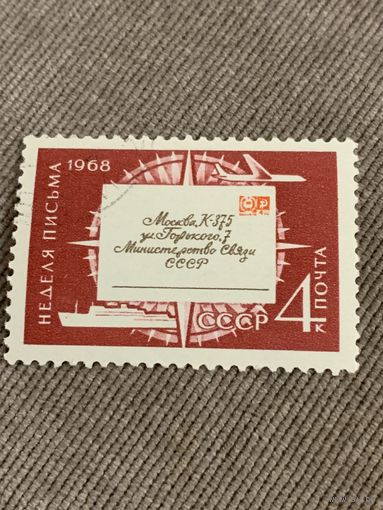 НЕДЕЛЯ ПИСЬМА 1968
Москва, К-375
ул. Горького, 7
Министерство Связи
СССР
СССР 4к
ПОЧТА